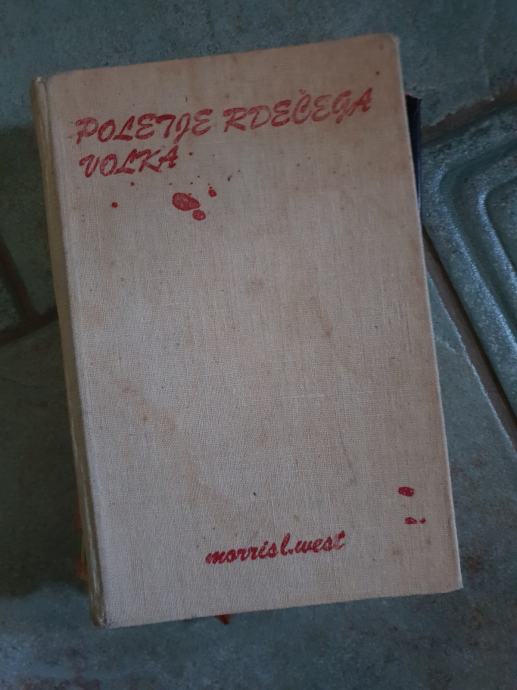 POLETJE RDEČEGA
VOLKA
morris l. west